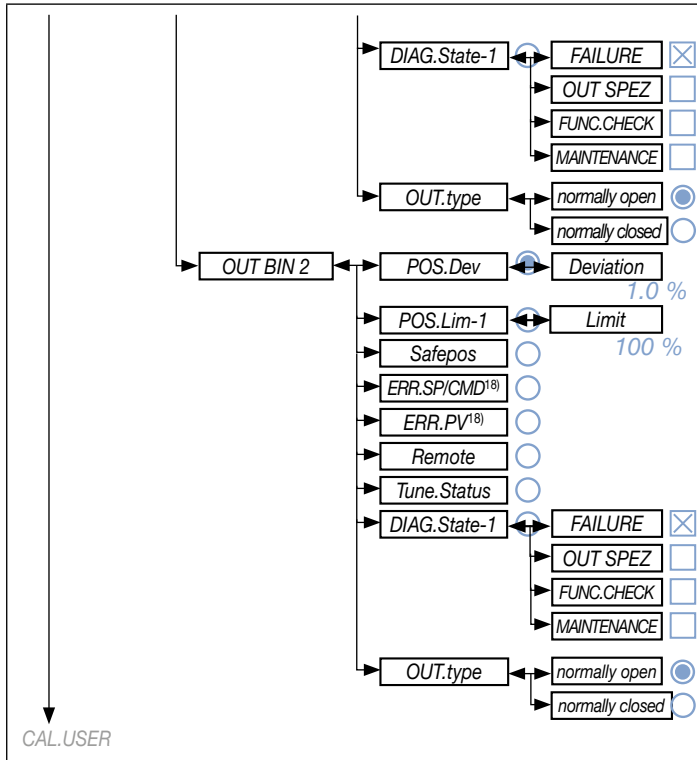 DIAG.State-1 FAILURE
OUT SPEZ
FUNC.CHECK
MAINTENANCE
OUT.type normally open
normally closed
OUT BIN 2 POS.Dev Deviation
1.0 %
POS.Lim-1 Limit
100 %
Safepos
ERR.SP/CMD18)
ERR.PV18)
Remote
Tune.Status
DIAG.State-1 FAILURE
OUT SPEZ
FUNC.CHECK
MAINTENANCE
OUT.type normally open
normally closed
CAL.USER